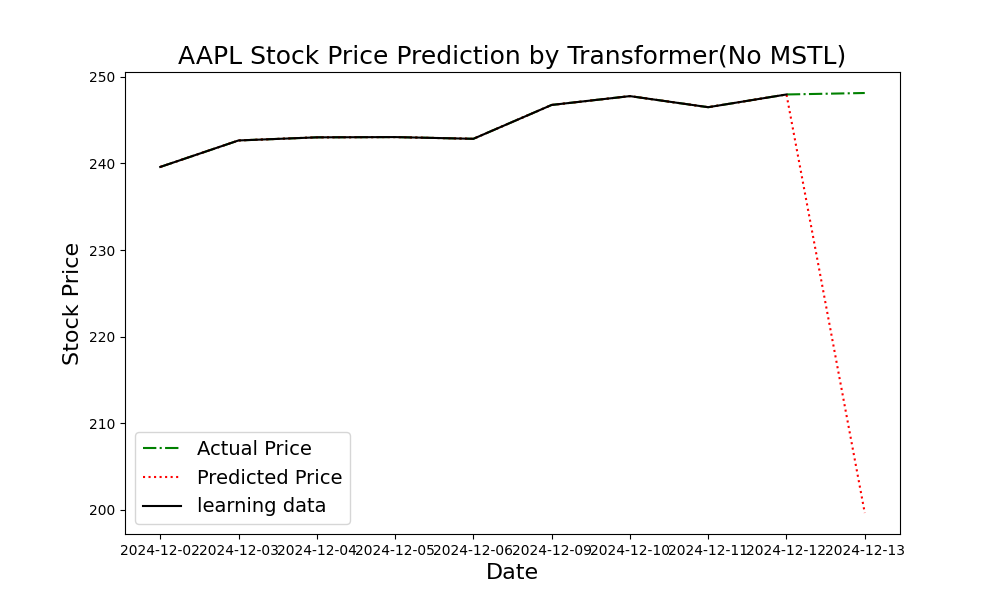 AAPL Stock Price Prediction by Transformer(No MSTL)
250
240
230
220
210
200
Stock Price
Actual Price
Predicted Price
learning data
2024-12-02 2024-12-03 2024-12-04 2024-12-05 2024-12-06 2024-12-09 2024-12-10 2024-12-11 2024-12-12 2024-12-13
Date